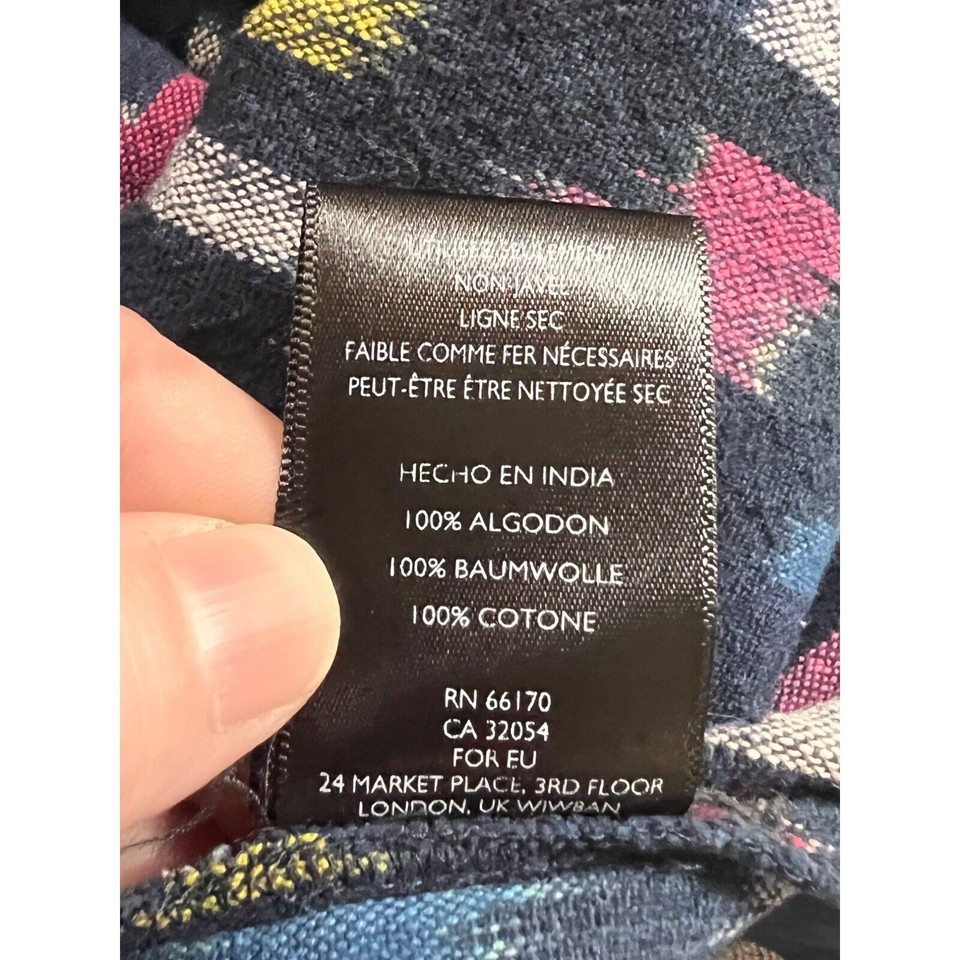 NON JAVEL
LIGNE SEC
FAIBLE COMME FER NÉCESSAIRES
PEUT-ÊTRE ÊTRE NETTOYÉE SEC
HECHO EN INDIA
100% ALGODON
100% BAUMWOLLE
100% COTONE
RN 66170
CA 32054
FOR EU
24 MARKET PLACE, 3RD FLOOR
LONDON, UK WIWBAN